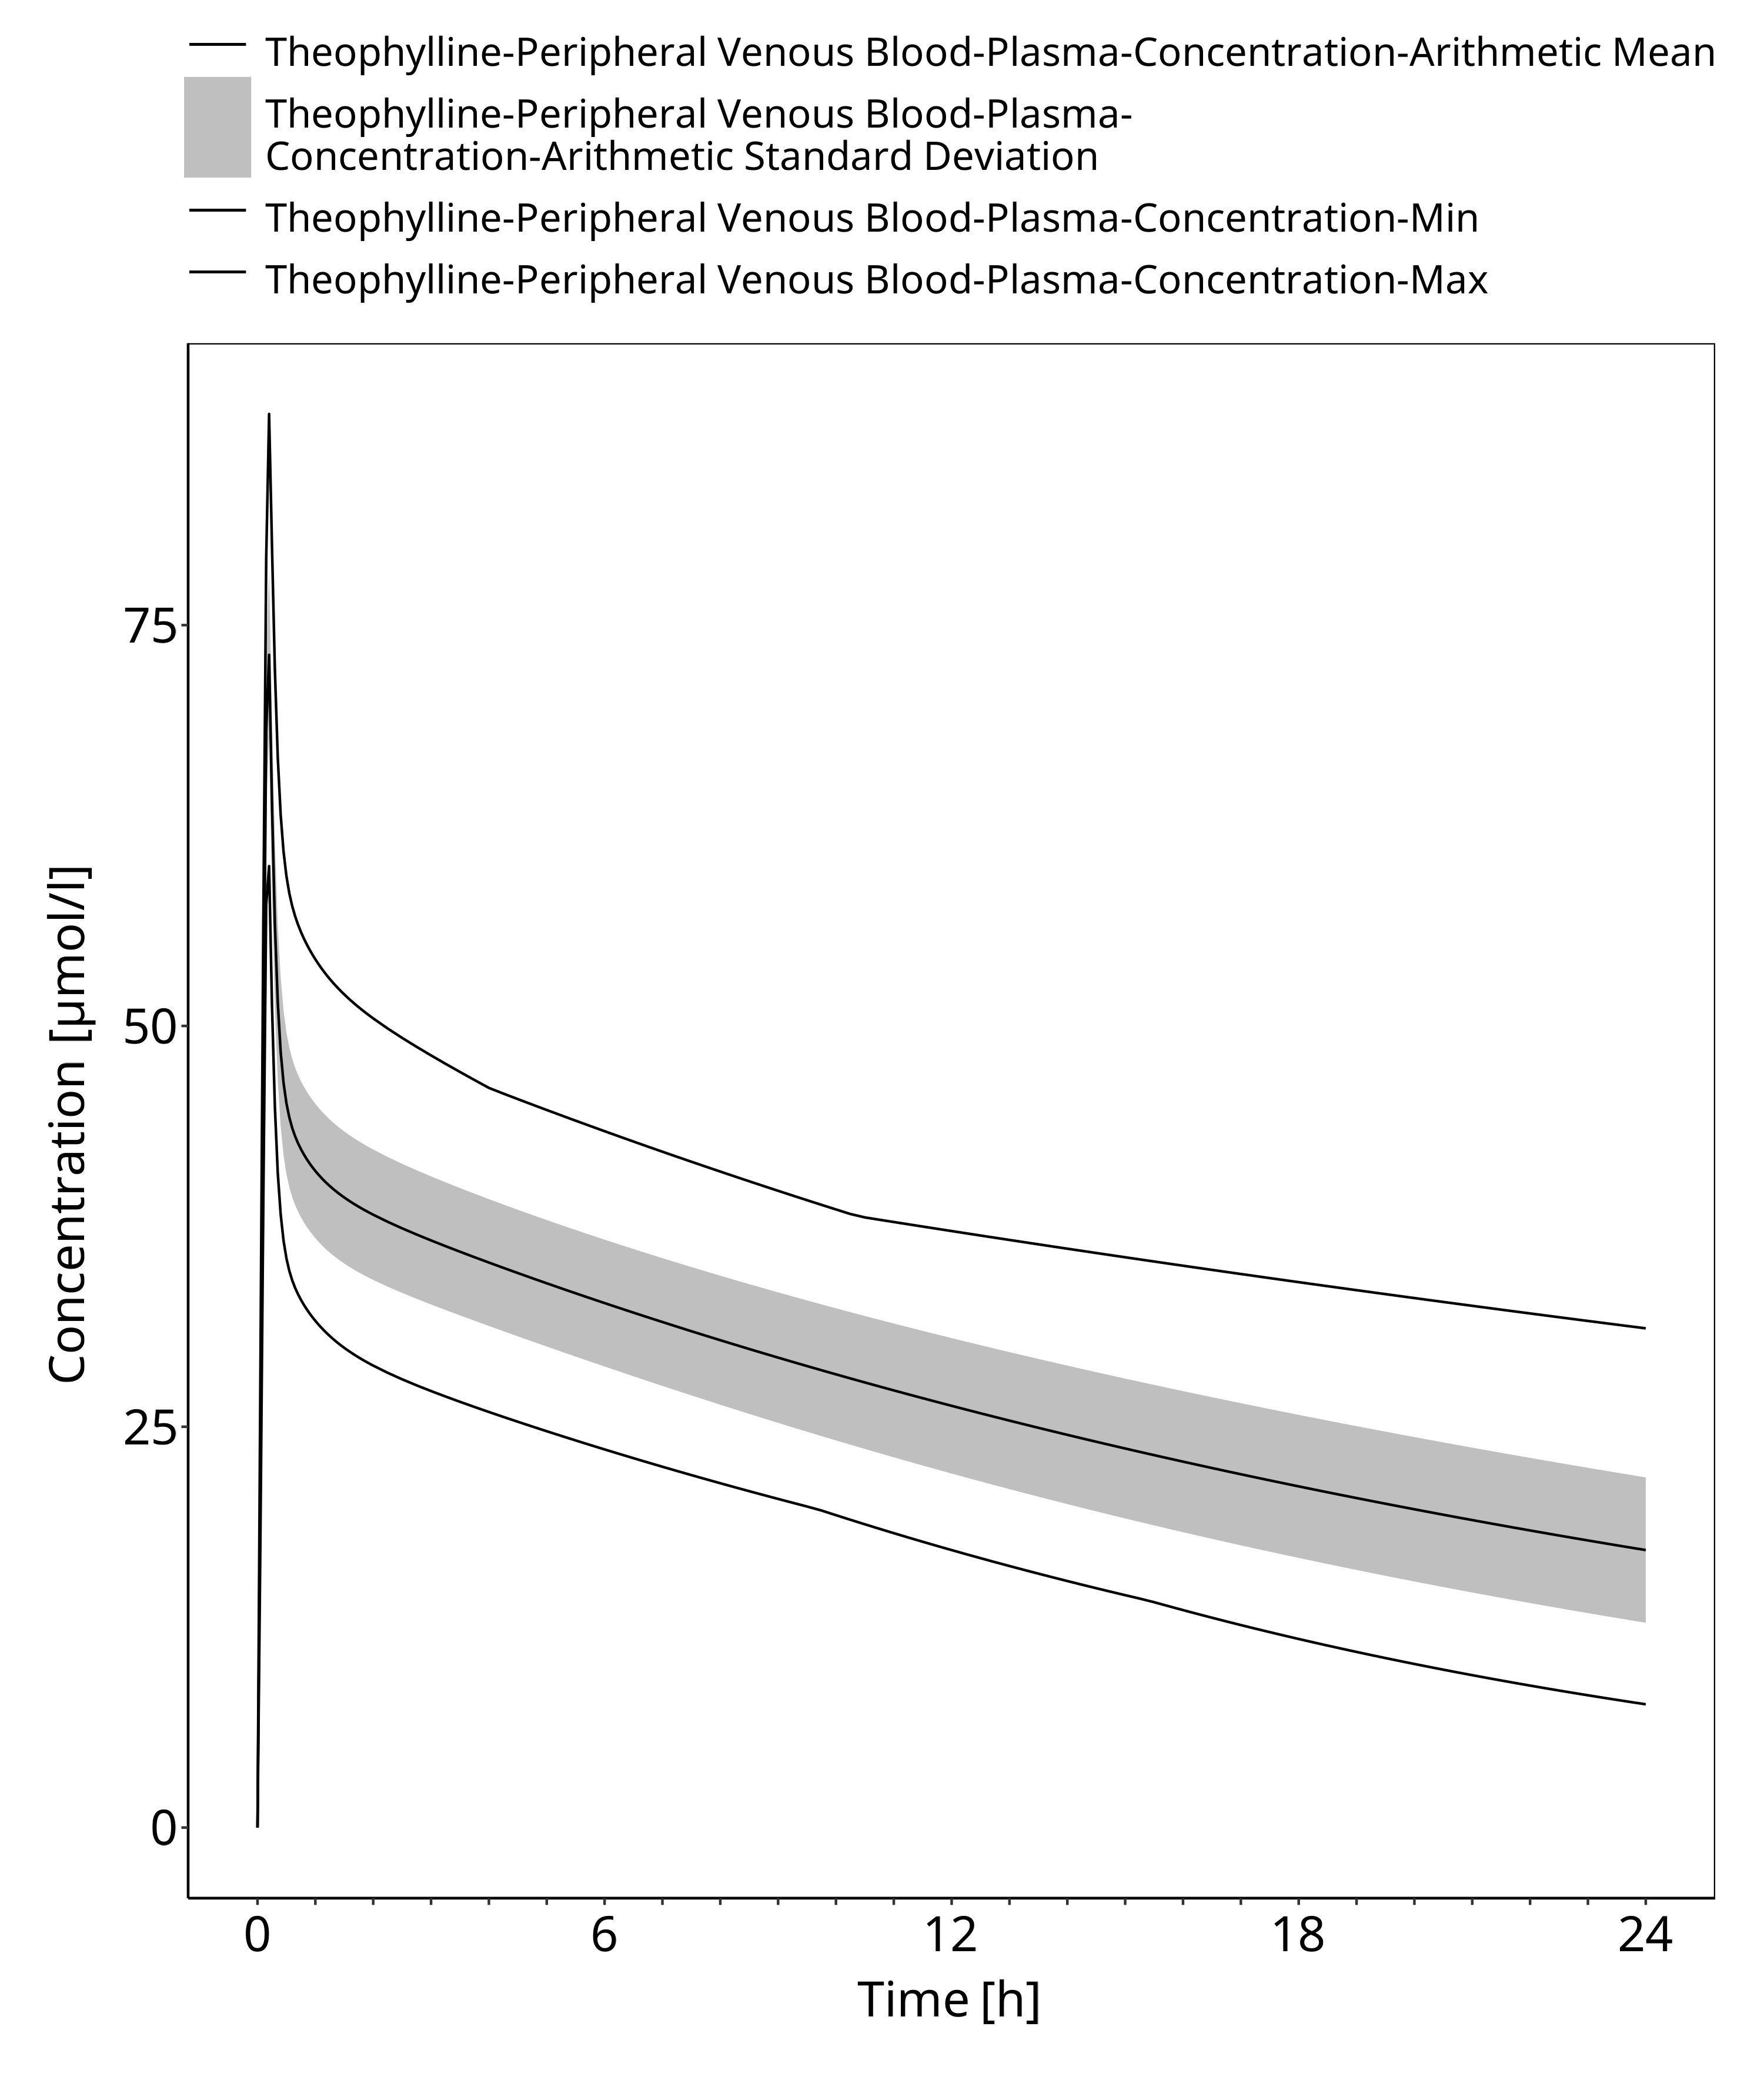 Theophylline-Peripheral Venous Blood-Plasma-Concentration-Arithmetic Mean
Theophylline-Peripheral Venous Blood-Plasma-
Concentration-Arithmetic Standard Deviation
Theophylline-Peripheral Venous Blood-Plasma-Concentration-Min
Theophylline-Peripheral Venous Blood-Plasma-Concentration-Max
Concentration [µmol/l]
75
50
25
0
0 6 12 18 24
Time [h]